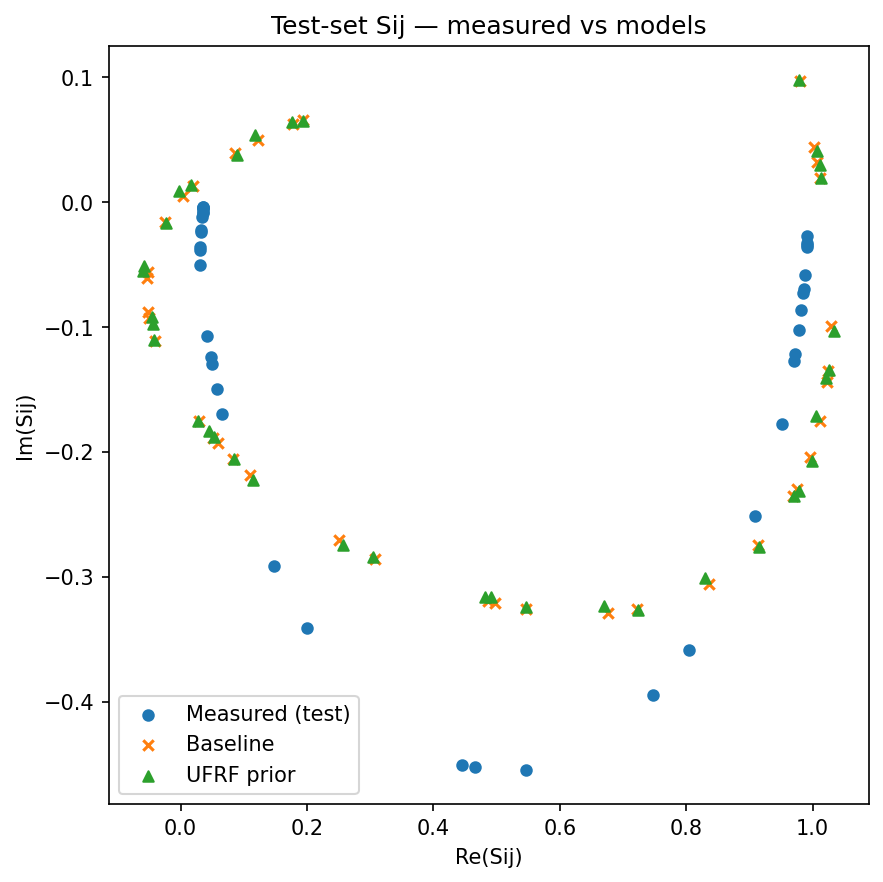 Test-set Sij — measured vs models
0.1
0.0
−0.1
−0.2
−0.3
−0.4
Im(Sij)
Measured (test)
Baseline
UFRF prior
0.0 0.2 0.4 0.6 0.8 1.0
Re(Sij)